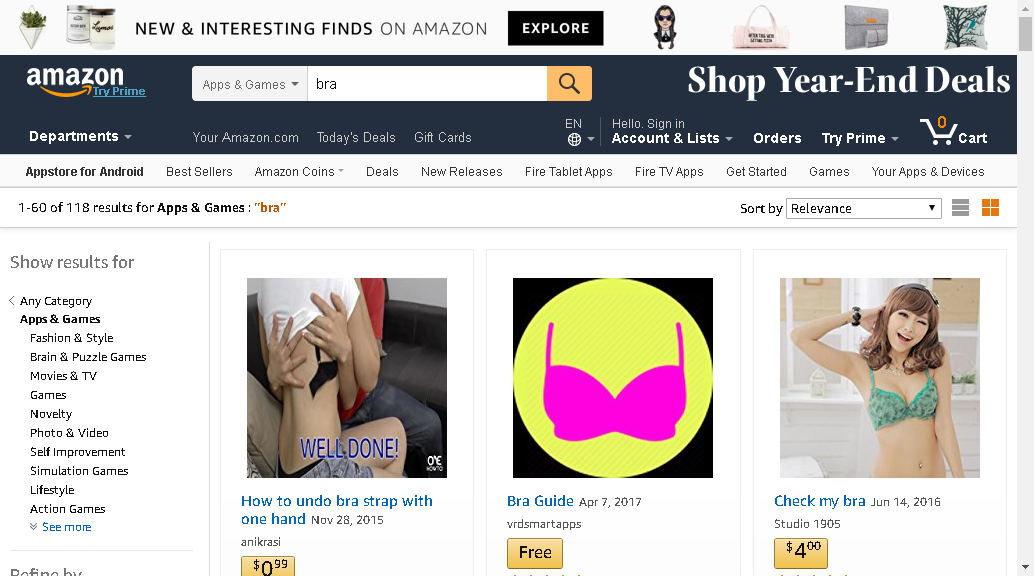 NEW & INTERESTING FINDS ON AMAZON EXPLORE
amazon
Try Prime
Apps & Games bra
Shop Year-End Deals
Departments Your Amazon.com Today's Deals Gift Cards
EN Hello. Sign in
Account & Lists Orders Try Prime 0 Cart
Appstore for Android Best Sellers Amazon Coins Deals New Releases Fire Tablet Apps Fire TV Apps Get Started Games Your Apps & Devices
1-60 of 118 results for Apps & Games : "bra"
Sort by Relevance
Show results for
Any Category
Apps & Games
Fashion & Style
Brain & Puzzle Games
Movies & TV
Games
Novelty
Photo & Video
Self Improvement
Simulation Games
Lifestyle
Action Games
See more
Refine by
WELL DONE!
How to undo bra strap with
one hand Nov 28, 2015
anikrasi
$0.99
Bra Guide Apr 7, 2017
vrdsmartapps
Free
Check my bra Jun 14, 2016
Studio 1905
$4.00